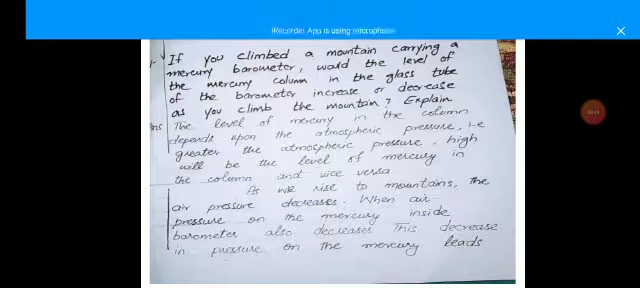 iRecorder App is using microphone
If you climbed a mountain carrying a
mercury barometer, would the level of
the mercury column in the glass tube
of the barometer increase or decrease
as you climb the mountain? Explain.
Ans The level of mercury in the column
depends upon the atmospheric pressure, i.e
greater the atmospheric pressure, high
will be the level of mercury in
the column and vice versa
As we rise to mountains, the
air pressure decreases. When air
pressure on the mercury inside
barometer also decreases This decrease
in pressure on the mercury leads